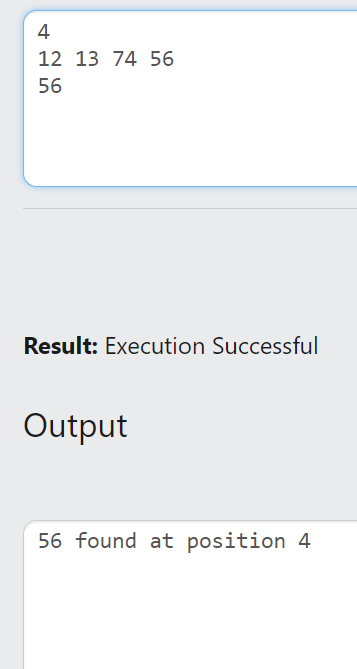 4
12 13 74 56
56
Result: Execution Successful
Output
56 found at position 4